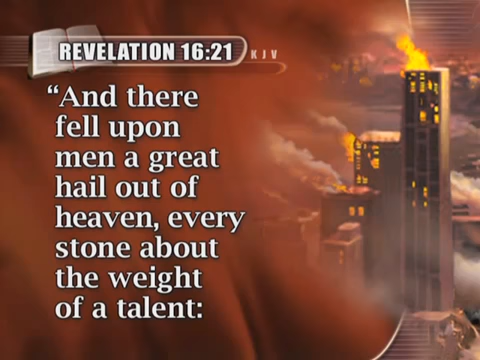 REVELATION 16:21 KJV
“And there
fell upon
men a great
hail out of
heaven, every
stone about
the weight
of a talent: